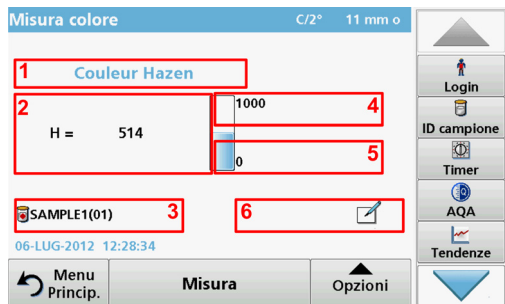 Misura colore C/2° 11 mm o
1 Couleur Hazen
2 1000 4
H = 514
0 5
SAMPLE1(01) 3 6
06-LUG-2012 12:28:34
Menu Princip.
Misura
Opzioni
Login
ID campione
Timer
AQA
Tendenze